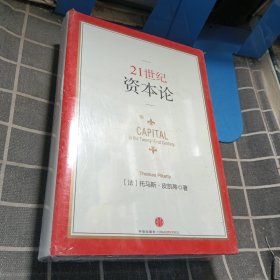 21世纪
资本论
CAPITAL
in the Twenty-First Century
Thomas Piketty
[法]托马斯·皮凯蒂◎著
中信出版社